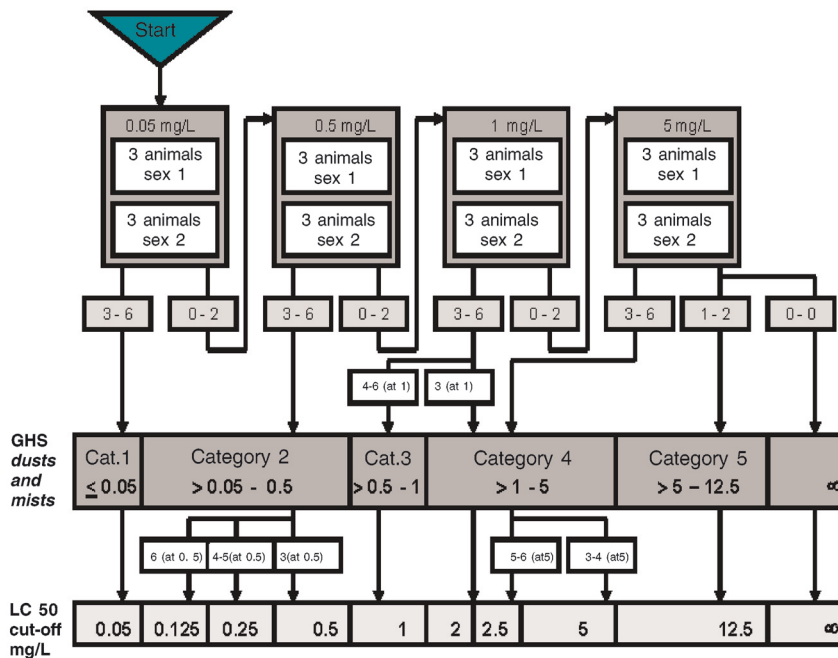 Start
0.05 mg/L
0.5 mg/L
1 mg/L
5 mg/L
3 animals
sex 1
3 animals
sex 1
3 animals
sex 1
3 animals
sex 1
3 animals
sex 2
3 animals
sex 2
3 animals
sex 2
3 animals
sex 2
3 - 6
0 - 2
3 - 6
0 - 2
3 - 6
0 - 2
3 - 6
1 - 2
0 - 0
4-6 (at 1)
3 (at 1)
GHS
dusts
and
mists
Cat.1
≤ 0.05
Category 2
> 0.05 - 0.5
Cat.3
> 0.5 - 1
Category 4
> 1 - 5
Category 5
> 5 – 12.5
∞
6 (at 0. 5)
4-5(at 0.5)
3(at 0.5)
5-6 (at5)
3-4 (at5)
LC 50
cut-off
mg/L
0.05
0.125
0.25
0.5
1
2
2.5
5
12.5
∞